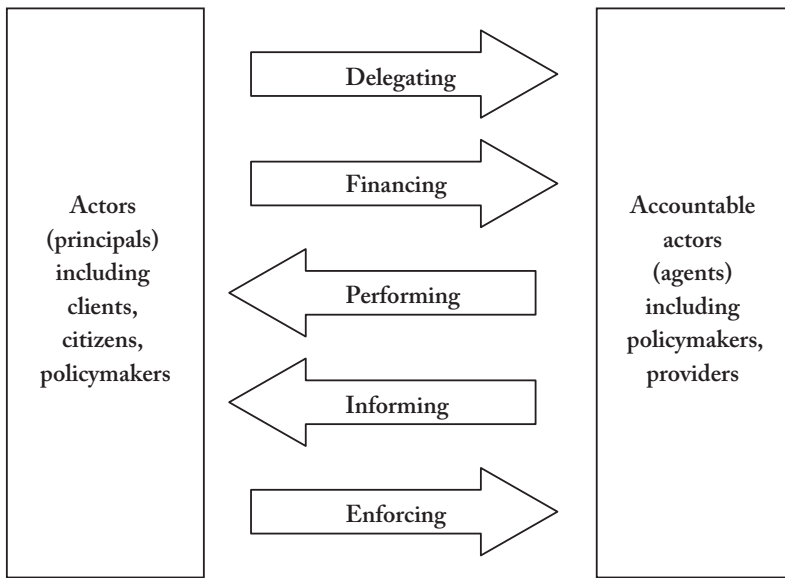 Actors
(principals)
including
clients,
citizens,
policymakers
Delegating
Financing
Performing
Informing
Enforcing
Accountable
actors
(agents)
including
policymakers,
providers